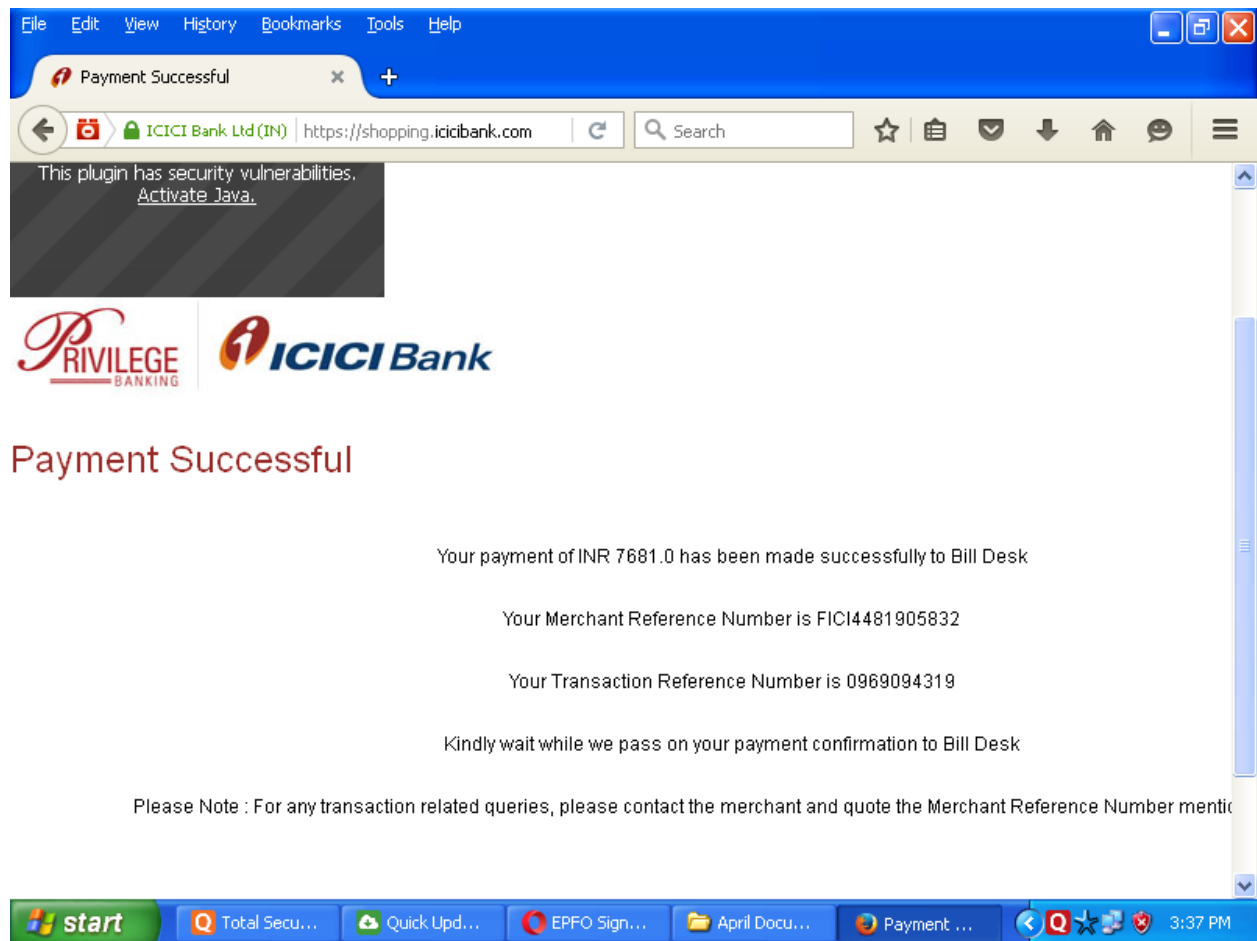 File Edit View History Bookmarks Tools Help
Payment Successful
ICICI Bank Ltd (IN) https://shopping.icicibank.com Search
This plugin has security vulnerabilities.
Activate Java.
PRIVILEGE
BANKING
ICICI Bank
Payment Successful
Your payment of INR 7681.0 has been made successfully to Bill Desk
Your Merchant Reference Number is FICI4481905832
Your Transaction Reference Number is 0969094319
Kindly wait while we pass on your payment confirmation to Bill Desk
Please Note : For any transaction related queries, please contact the merchant and quote the Merchant Reference Number mentic
start Q Total Secu... Quick Upd... EPFO Sign... April Docu... Payment ... Q 3:37 PM